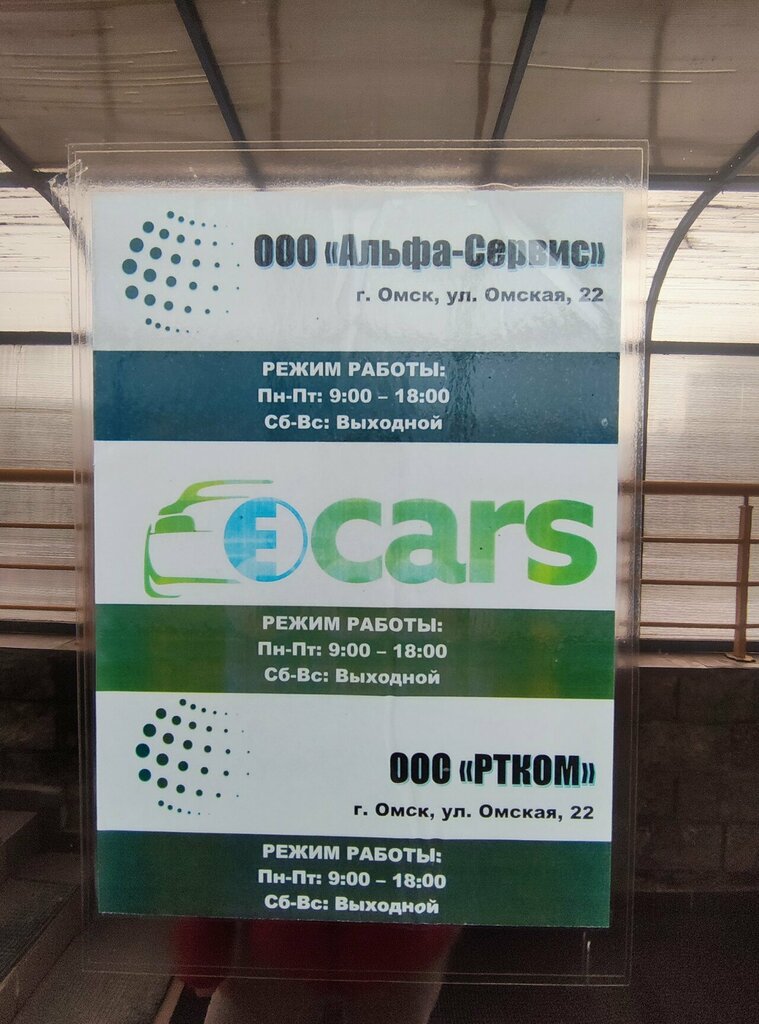 ООО «Альфа-Сервис»
г. Омск, ул. Омская, 22
РЕЖИМ РАБОТЫ:
Пн-Пт: 9:00 – 18:00
Сб-Вс: Выходной
Ecars
РЕЖИМ РАБОТЫ:
Пн-Пт: 9:00 – 18:00
Сб-Вс: Выходной
ООО «РТКОМ»
г. Омск, ул. Омская, 22
РЕЖИМ РАБОТЫ:
Пн-Пт: 9:00 – 18:00
Сб-Вс: Выходной